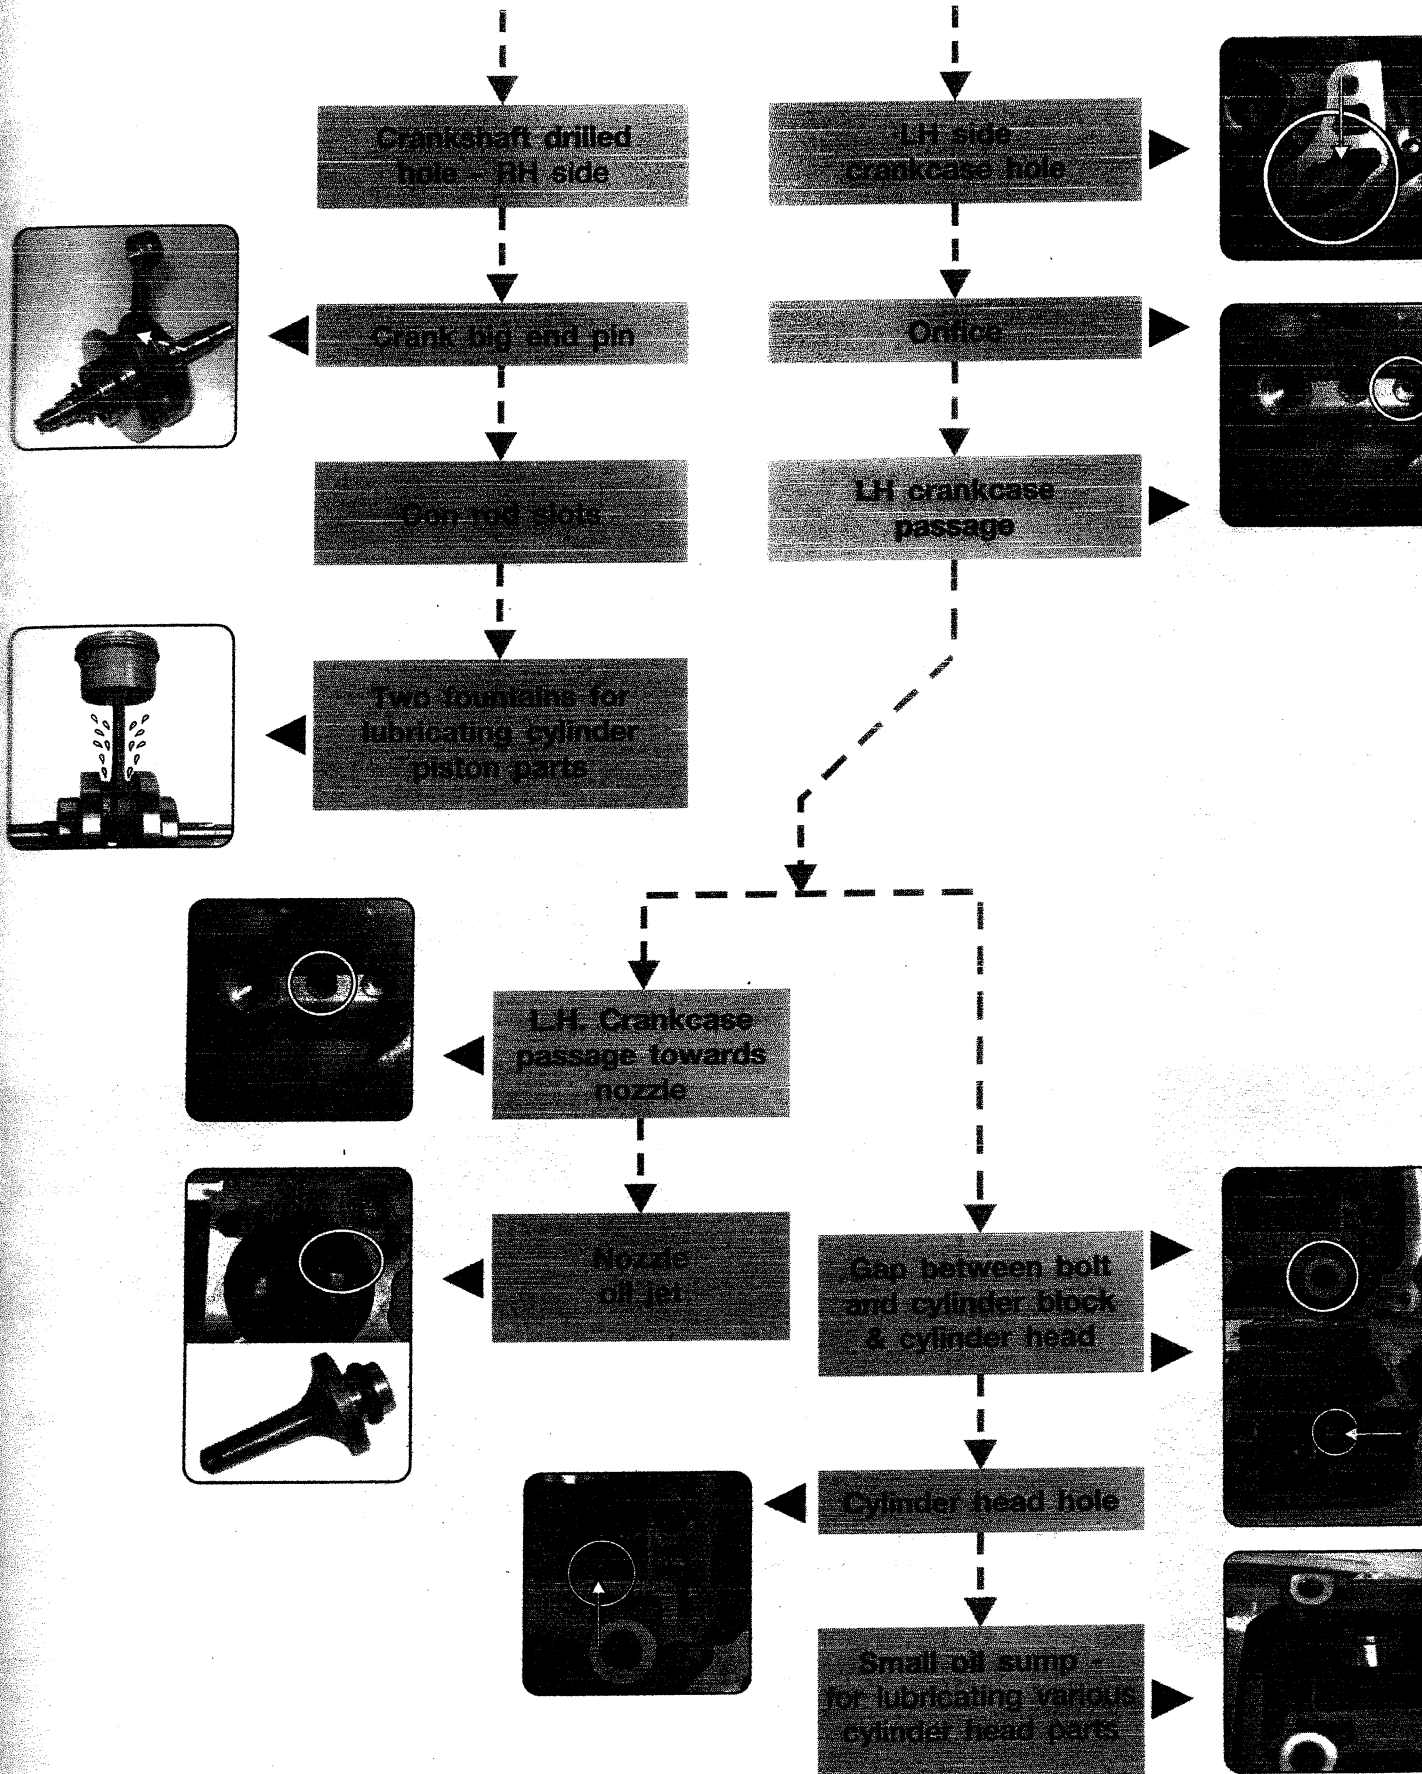 Crankshaft drilled
hole - RH side
Crank big end pin
Con rod slots
Two fountains for
lubricating cylinder
piston parts
LH side
crankcase hole
Orifice
LH crankcase
passage
L.H. Crankcase
passage towards
nozzle
Nozzle
oil jet
Gap between bolt
and cylinder block
& cylinder head
Cylinder head hole
Small oil sump -
for lubricating various
cylinder head parts